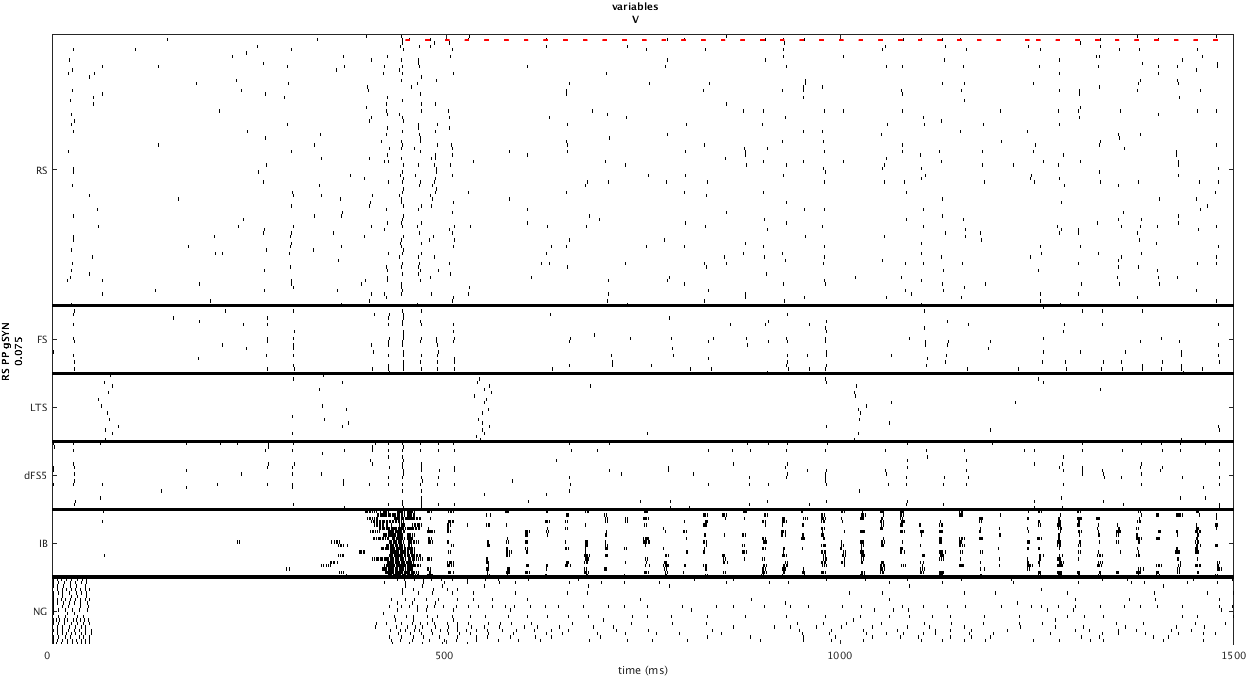 variables
V
RS PP gSYN
0.075
RS
FS
LTS
dFS5
IB
NG
0
500
1000
1500
time (ms)